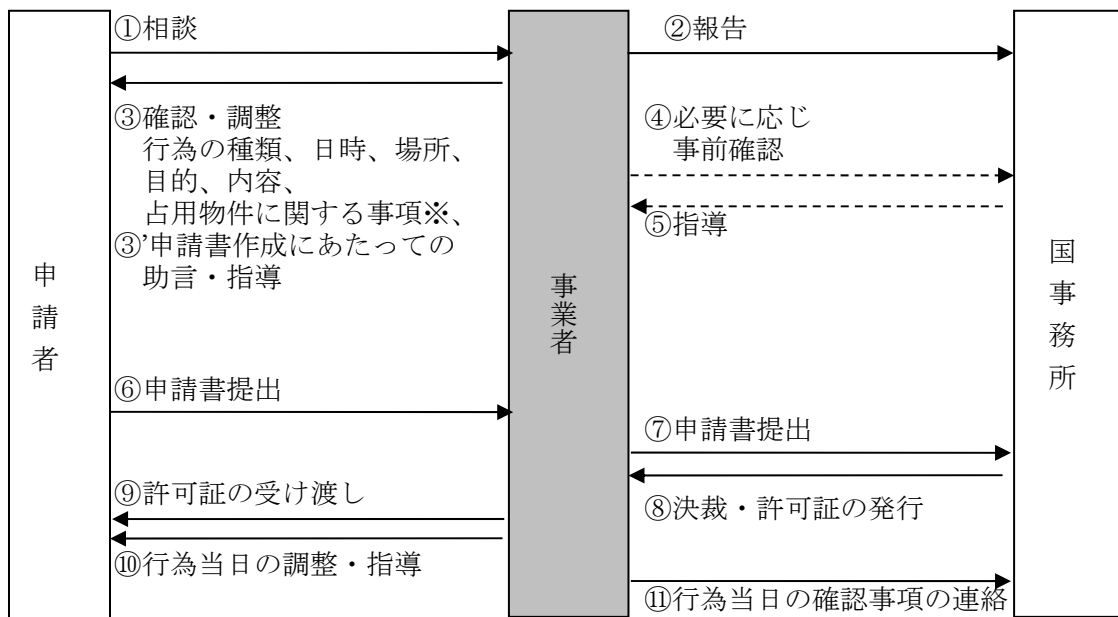 ①相談
②報告
③確認・調整
行為の種類、日時、場所、
目的、内容、
占用物件に関する事項※、
③’申請書作成にあたっての
助言・指導
④必要に応じ
事前確認
⑤指導
申請者
事業者
国事務所
⑥申請書提出
⑦申請書提出
⑧決裁・許可証の発行
⑨許可証の受け渡し
⑩行為当日の調整・指導
⑪行為当日の確認事項の連絡